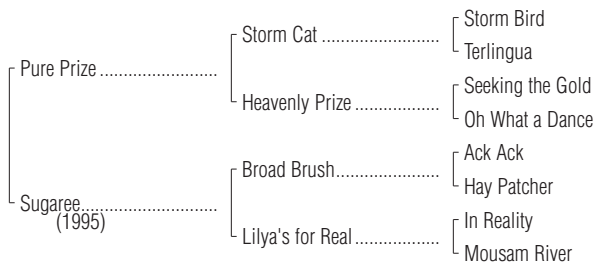 Storm Bird
Storm Cat ........................
Terlingua
Pure Prize ........................
Seeking the Gold
Heavenly Prize .................
Oh What a Dance
Ack Ack
Broad Brush.....................
Hay Patcher
Sugaree............................
(1995)
In Reality
Lilya's for Real .................
Mousam River